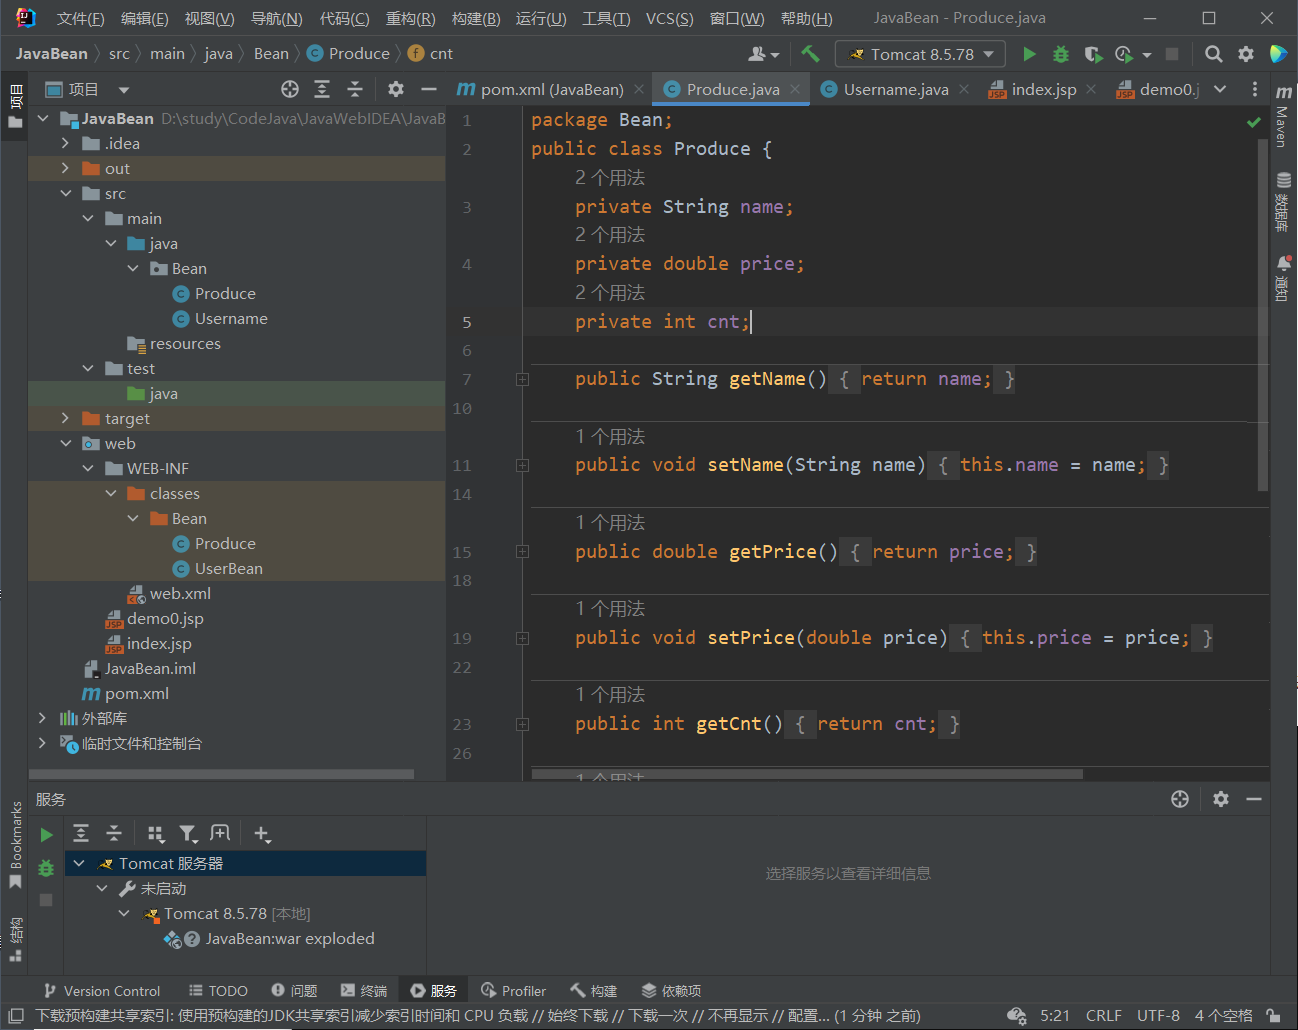 文件(F) 编辑(E) 视图(V) 导航(N) 代码(C) 重构(R) 构建(B) 运行(U) 工具(T) VCS(S) 窗口(W) 帮助(H) JavaBean - Produce.java
JavaBean src main java Bean Produce cnt Tomcat 8.5.78
项目
项目
pom.xml (JavaBean) Produce.java Username.java index.jsp demo0.j
JavaBean D:\study\CodeJava\JavaWebIDEA\JavaB
.idea
out
src
main
java
Bean
Produce
Username
resources
test
java
target
web
WEB-INF
classes
Bean
Produce
UserBean
web.xml
demo0.jsp
index.jsp
JavaBean.iml
pom.xml
外部库
临时文件和控制台
1 package Bean;
2 public class Produce {
2 个用法
3 private String name;
2 个用法
4 private double price;
2 个用法
5 private int cnt;
6
7 public String getName() { return name; }
10
1 个用法
11 public void setName(String name) { this.name = name; }
14
1 个用法
15 public double getPrice() { return price; }
18
1 个用法
19 public void setPrice(double price) { this.price = price; }
22
1 个用法
23 public int getCnt() { return cnt; }
26
1 个用法
Maven
数据库
通知
服务
Tomcat 服务器
未启动
Tomcat 8.5.78 [本地]
JavaBean:war exploded
选择服务以查看详细信息
Bookmarks
结构
Version Control TODO 问题 终端 服务 Profiler 构建 依赖项
下载预构建共享索引: 使用预构建的JDK共享索引减少索引时间和 CPU 负载 // 始终下载 // 下载一次 // 不再显示 // 配置... (1 分钟 之前) 5:21 CRLF UTF-8 4 个空格